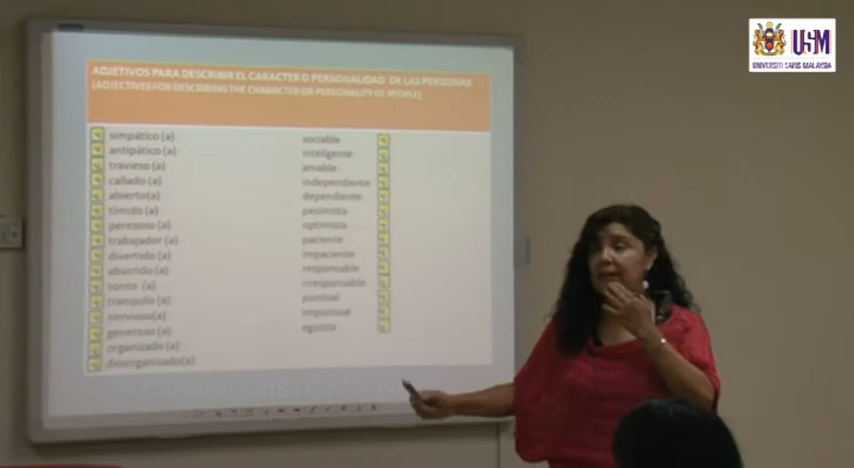 USM
UNIVERSITI SAINS MALAYSIA
ADJETIVOS PARA DESCRIBIR EL CARACTER O PERSONALIDAD DE LAS PERSONAS
(ADJECTIVES FOR DESCRIBING THE CHARACTER OR PERSONALITY OF PEOPLE)
simpático (a)
antipático (a)
travieso (a)
callado (a)
abierto(a)
tímido (a)
perezoso (a)
trabajador (a)
divertido (a)
aburrido (a)
tonto (a)
tranquilo (a)
nervioso(a)
generoso (a)
organizado (a)
desorganizado(a)
sociable
inteligente
amable
independiente
dependiente
pesimista
optimista
paciente
impaciente
responsable
irresponsable
puntual
impuntual
egoista